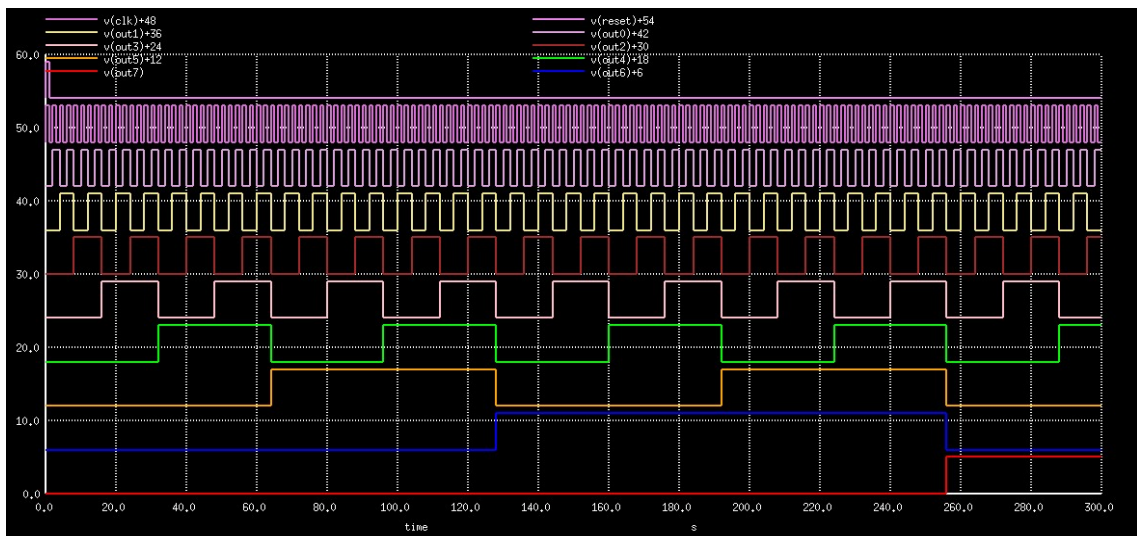 v(clk)+48 v(reset)+54
v(out1)+36 v(out0)+42
v(out3)+24 v(out2)+30
v(out5)+12 v(out4)+18
v(out7) v(out6)+6
60.0
50.0
40.0
30.0
20.0
10.0
0.0
0.0 20.0 40.0 60.0 80.0 100.0 120.0 140.0 160.0 180.0 200.0 220.0 240.0 260.0 280.0 300.0
time s